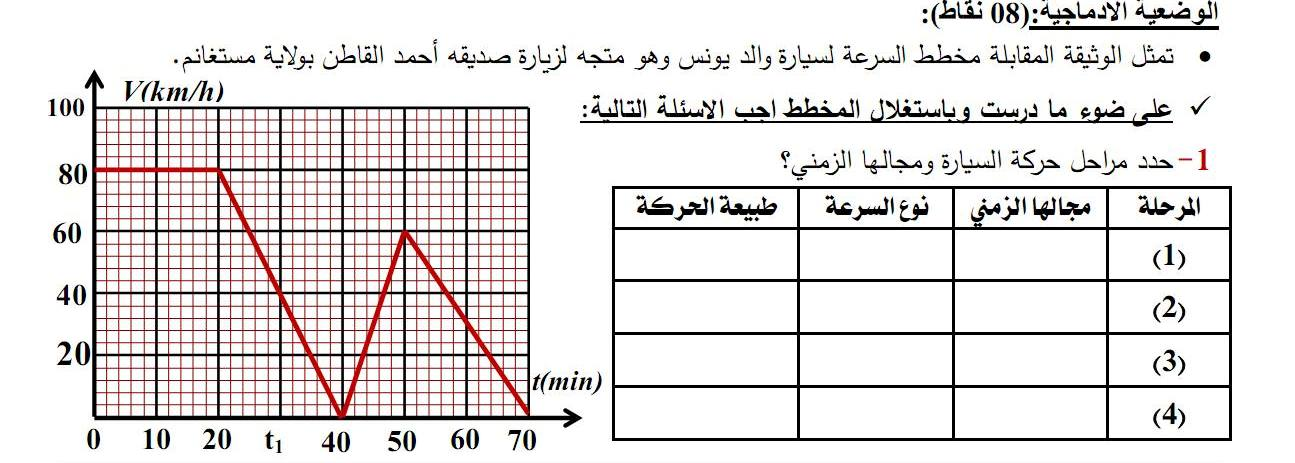 الوضعية الادماجية:(08 نقاط):
• تمثل الوثيقة المقابلة مخطط السرعة لسيارة والد يونس وهو متجه لزيارة صديقه أحمد القاطن بولاية مستغانم.
✓ على ضوء ما درست وباستغلال المخطط اجب الاسئلة التالية:
1- حدد مراحل حركة السيارة ومجالها الزمني؟
المرحلة مجالها الزمني نوع السرعة طبيعة الحركة
(1)
(2)
(3)
(4)
V(km/h)
100
80
60
40
20
t(min)
0 10 20 t₁ 40 50 60 70